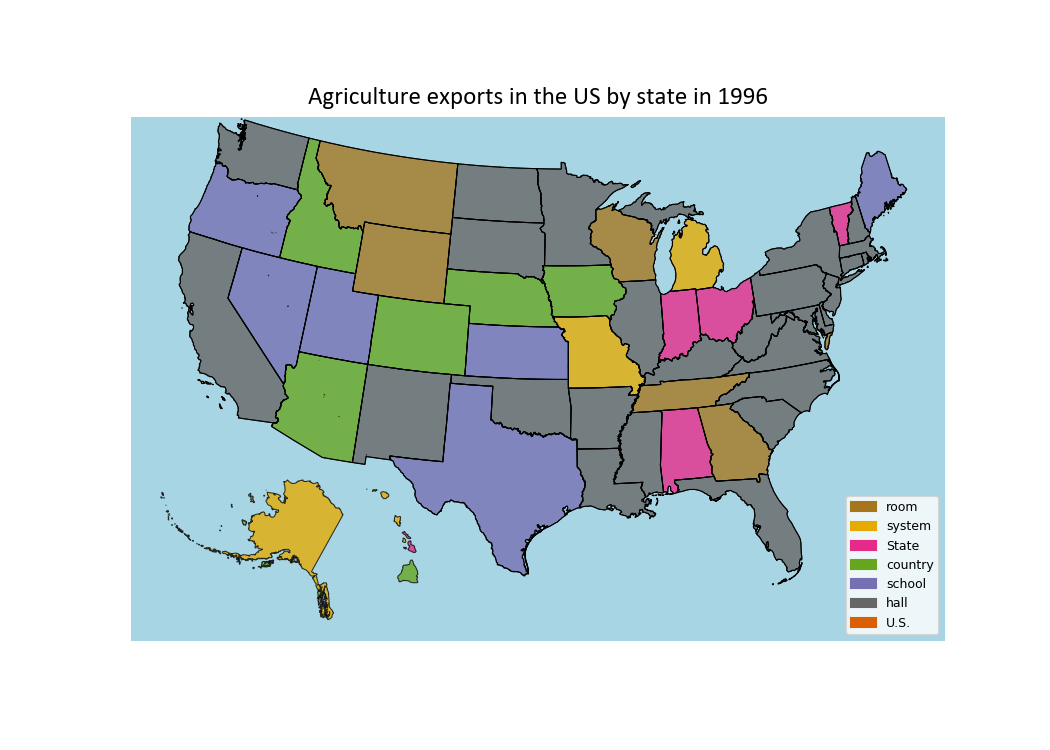 Agriculture exports in the US by state in 1996
room
system
State
country
school
hall
U.S.